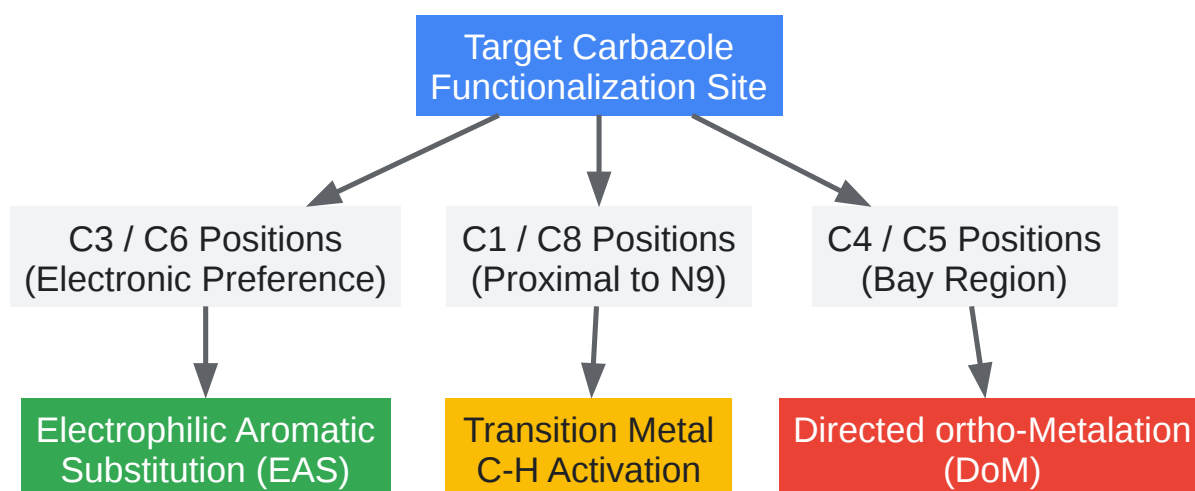 Target Carbazole
Functionalization Site
C3 / C6 Positions
(Electronic Preference)
C1 / C8 Positions
(Proximal to N9)
C4 / C5 Positions
(Bay Region)
Electrophilic Aromatic
Substitution (EAS)
Transition Metal
C-H Activation
Directed ortho-Metalation
(DoM)